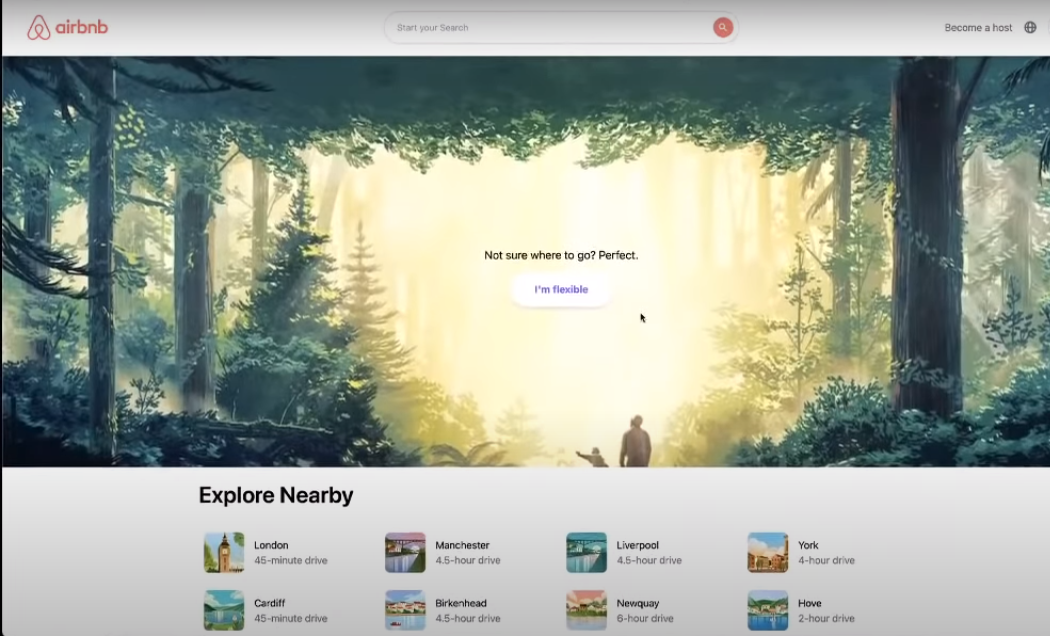 airbnb
Start your Search
Become a host
Not sure where to go? Perfect.
I'm flexible
Explore Nearby
London
45-minute drive
Manchester
4.5-hour drive
Liverpool
4.5-hour drive
York
4-hour drive
Cardiff
45-minute drive
Birkenhead
4.5-hour drive
Newquay
6-hour drive
Hove
2-hour drive